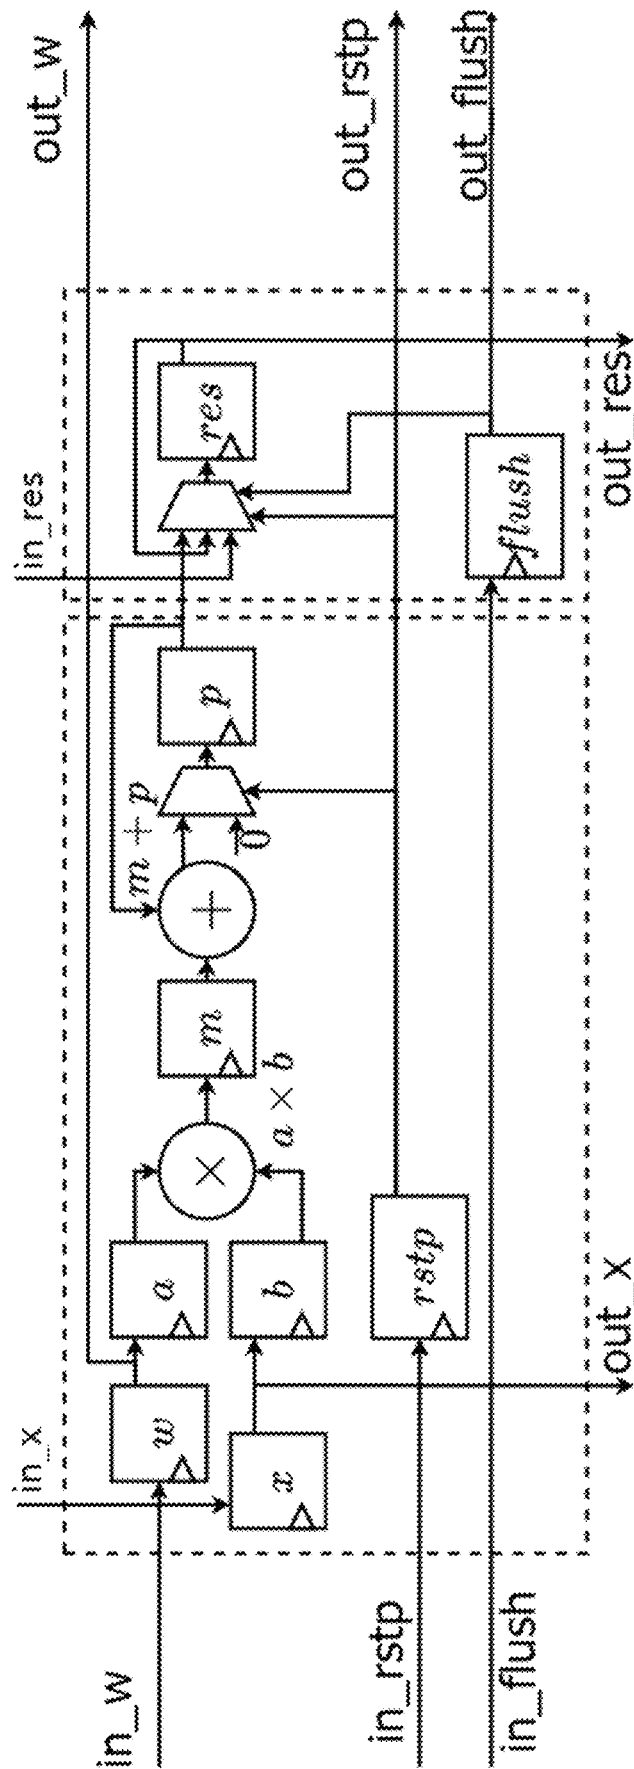 in_w
in_x
w
x
a
b
×
a × b
m
+
m + p
0
p
in_res
res
out_w
in_rstp
rstp
out_rstp
in_flush
flush
out_flush
out_x
out_res